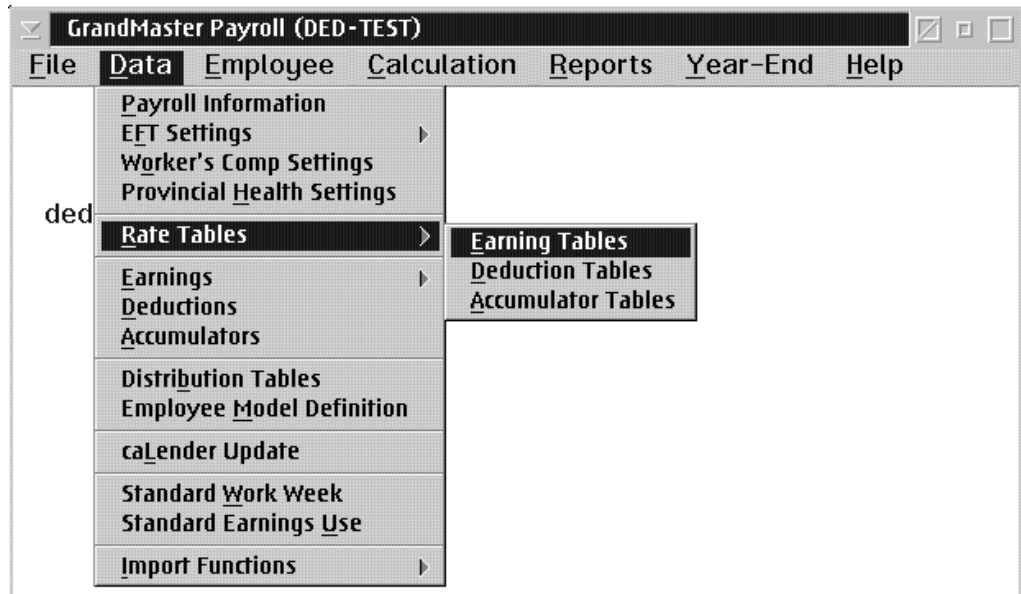 GrandMaster Payroll (DED-TEST)
File Data Employee Calculation Reports Year-End Help
Payroll Information
EFT Settings
Worker's Comp Settings
Provincial Health Settings
ded
Rate Tables
Earning Tables
Deduction Tables
Accumulator Tables
Earnings
Deductions
Accumulators
Distribution Tables
Employee Model Definition
caLender Update
Standard Work Week
Standard Earnings Use
Import Functions